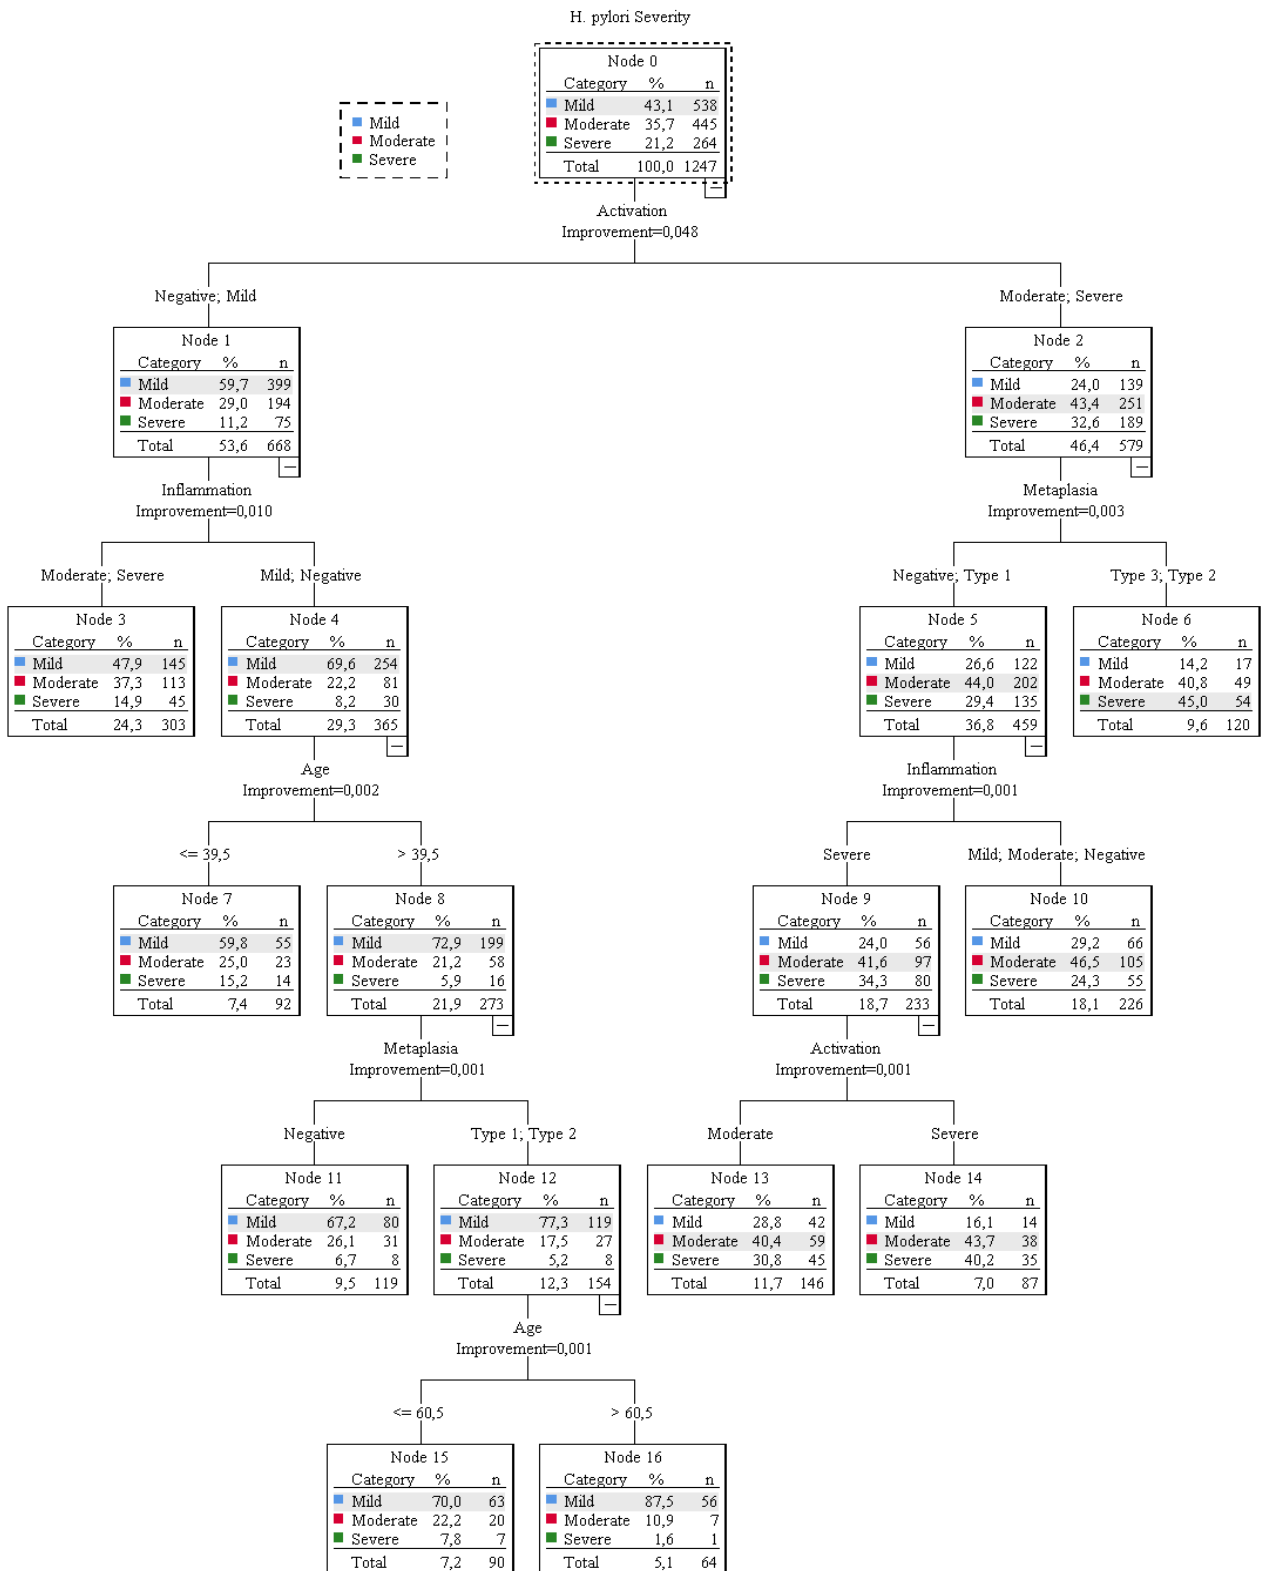 H. pylori Severity
Node 0
Category % n
Mild 43,1 538
Moderate 35,7 445
Severe 21,2 264
Total 100,0 1247
Mild
Moderate
Severe
Activation
Improvement=0,048
Negative; Mild
Moderate; Severe
Node 1
Category % n
Mild 59,7 399
Moderate 29,0 194
Severe 11,2 75
Total 53,6 668
Node 2
Category % n
Mild 24,0 139
Moderate 43,4 251
Severe 32,6 189
Total 46,4 579
Inflammation
Improvement=0,010
Metaplasia
Improvement=0,003
Moderate; Severe
Mild; Negative
Negative; Type 1
Type 3; Type 2
Node 3
Category % n
Mild 47,9 145
Moderate 37,3 113
Severe 14,9 45
Total 24,3 303
Node 4
Category % n
Mild 69,6 254
Moderate 22,2 81
Severe 8,2 30
Total 29,3 365
Node 5
Category % n
Mild 26,6 122
Moderate 44,0 202
Severe 29,4 135
Total 36,8 459
Node 6
Category % n
Mild 14,2 17
Moderate 40,8 49
Severe 45,0 54
Total 9,6 120
Age
Improvement=0,002
Inflammation
Improvement=0,001
<= 39,5
> 39,5
Severe
Mild; Moderate; Negative
Node 7
Category % n
Mild 59,8 55
Moderate 25,0 23
Severe 15,2 14
Total 7,4 92
Node 8
Category % n
Mild 72,9 199
Moderate 21,2 58
Severe 5,9 16
Total 21,9 273
Node 9
Category % n
Mild 24,0 56
Moderate 41,6 97
Severe 34,3 80
Total 18,7 233
Node 10
Category % n
Mild 29,2 66
Moderate 46,5 105
Severe 24,3 55
Total 18,1 226
Metaplasia
Improvement=0,001
Activation
Improvement=0,001
Negative
Type 1; Type 2
Moderate
Severe
Node 11
Category % n
Mild 67,2 80
Moderate 26,1 31
Severe 6,7 8
Total 9,5 119
Node 12
Category % n
Mild 77,3 119
Moderate 17,5 27
Severe 5,2 8
Total 12,3 154
Node 13
Category % n
Mild 28,8 42
Moderate 40,4 59
Severe 30,8 45
Total 11,7 146
Node 14
Category % n
Mild 16,1 14
Moderate 43,7 38
Severe 40,2 35
Total 7,0 87
Age
Improvement=0,001
<= 60,5
> 60,5
Node 15
Category % n
Mild 70,0 63
Moderate 22,2 20
Severe 7,8 7
Total 7,2 90
Node 16
Category % n
Mild 87,5 56
Moderate 10,9 7
Severe 1,6 1
Total 5,1 64